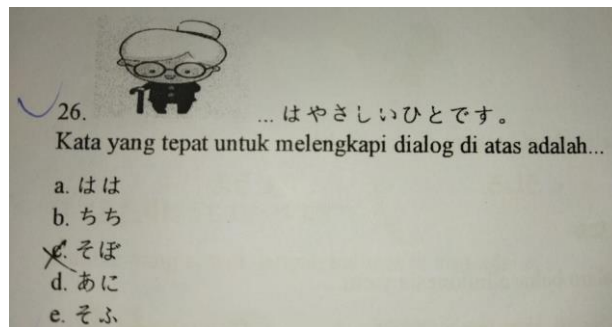 26. ... はやさしいひとです。
Kata yang tepat untuk melengkapi dialog di atas adalah...
a. はは
b. ちち
c. そぼ
d. あに
e. そふ